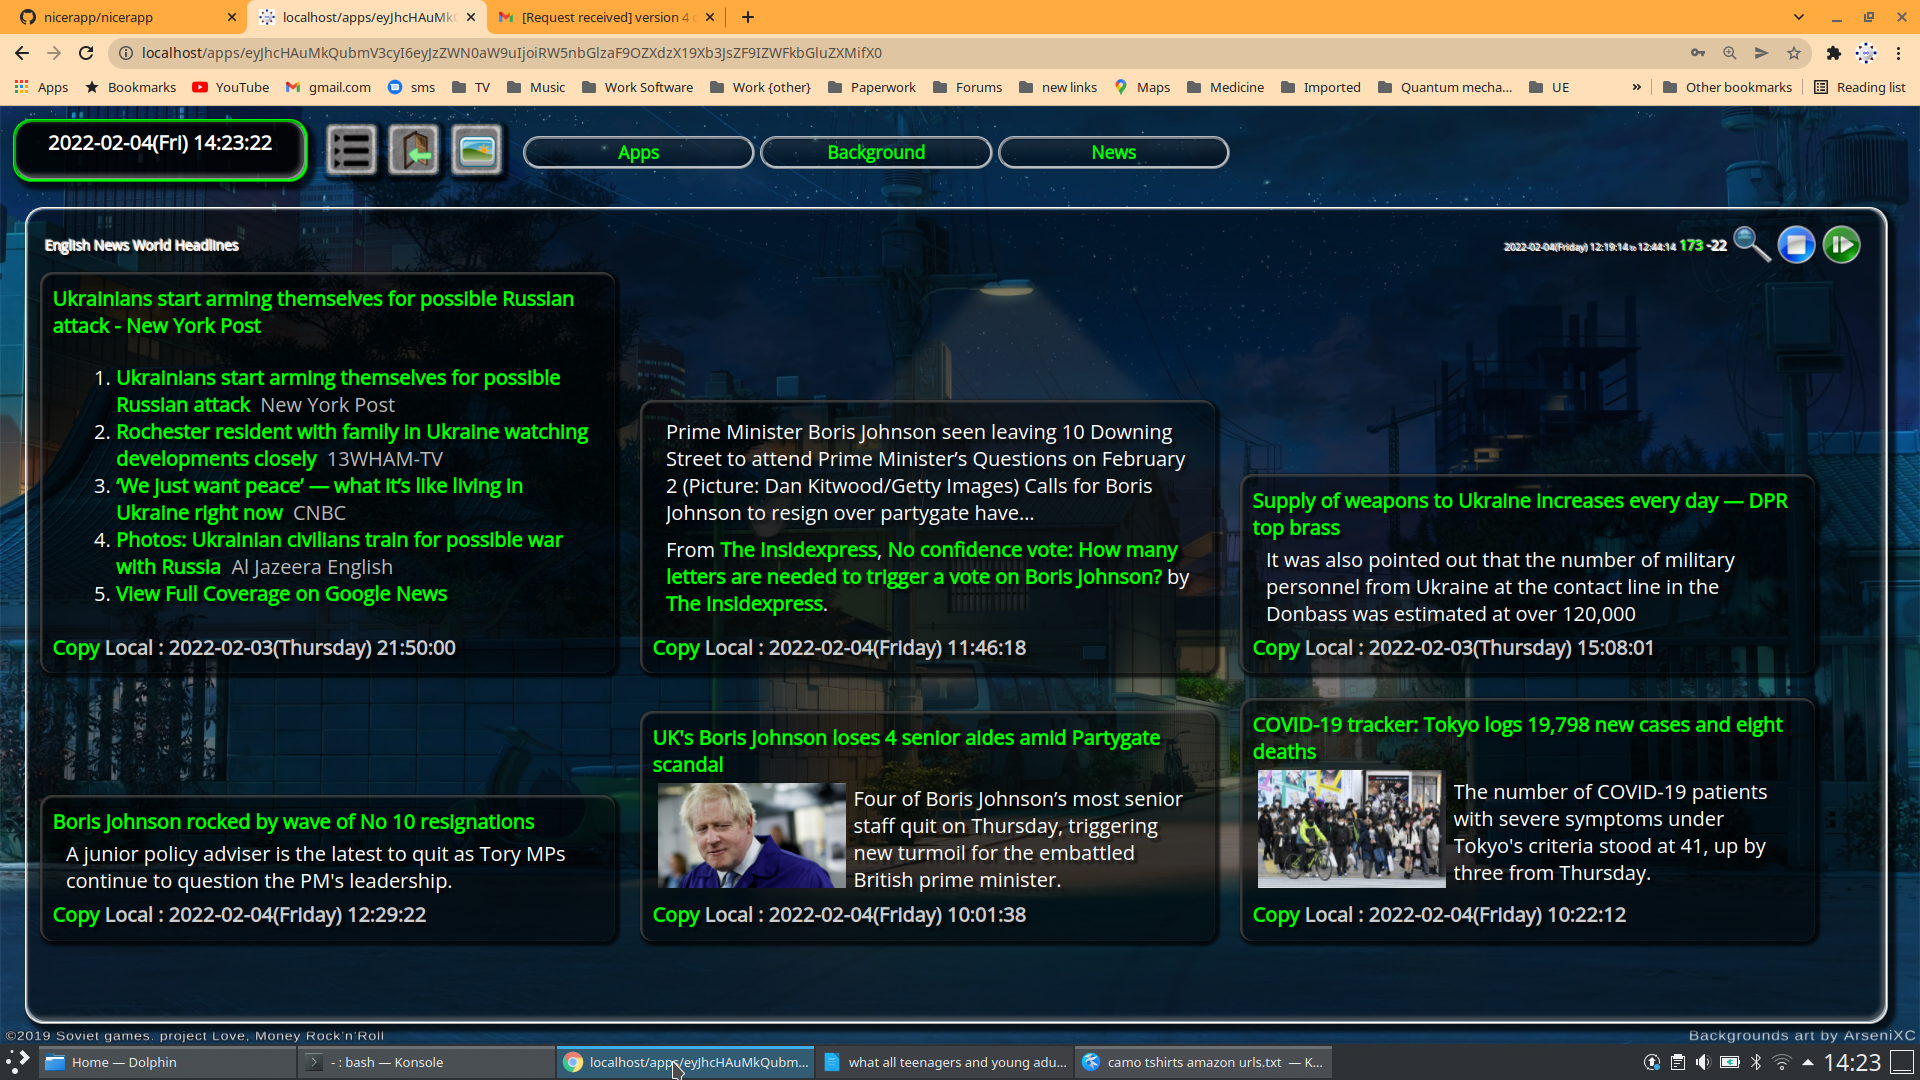 nicerapp/nicerapp
localhost/apps/eyJhcHAuMkC
[Request received] version 4 c
localhost/apps/eyJhcHAuMkQubmV3cyI6eyJzZWN0aW9uIjoiRW5nbGlzaF9OZXdzX19Xb3JsZF9IZWFkbGluZXMifX0
Apps
Bookmarks
YouTube
gmail.com
sms
TV
Music
Work Software
Work {other}
Paperwork
Forums
new links
Maps
Medicine
Imported
Quantum mecha...
UE
»
Other bookmarks
Reading list
2022-02-04(Fri) 14:23:22
Apps
Background
News
English News World Headlines
2022-02-04(Friday) 12:19:14 to 12:44:14 173 -22
Ukrainians start arming themselves for possible Russian
attack - New York Post
1. Ukrainians start arming themselves for possible
Russian attack New York Post
2. Rochester resident with family in Ukraine watching
developments closely 13WHAM-TV
3. ‘We just want peace’ — what it’s like living in
Ukraine right now CNBC
4. Photos: Ukrainian civilians train for possible war
with Russia Al Jazeera English
5. View Full Coverage on Google News
Copy Local : 2022-02-03(Thursday) 21:50:00
Prime Minister Boris Johnson seen leaving 10 Downing
Street to attend Prime Minister’s Questions on February
2 (Picture: Dan Kitwood/Getty Images) Calls for Boris
Johnson to resign over partygate have...
From The Insidexpress, No confidence vote: How many
letters are needed to trigger a vote on Boris Johnson? by
The Insidexpress.
Copy Local : 2022-02-04(Friday) 11:46:18
Supply of weapons to Ukraine increases every day — DPR
top brass
It was also pointed out that the number of military
personnel from Ukraine at the contact line in the
Donbass was estimated at over 120,000
Copy Local : 2022-02-03(Thursday) 15:08:01
Boris Johnson rocked by wave of No 10 resignations
A junior policy adviser is the latest to quit as Tory MPs
continue to question the PM's leadership.
Copy Local : 2022-02-04(Friday) 12:29:22
UK's Boris Johnson loses 4 senior aides amid Partygate
scandal
Four of Boris Johnson’s most senior
staff quit on Thursday, triggering
new turmoil for the embattled
British prime minister.
Copy Local : 2022-02-04(Friday) 10:01:38
COVID-19 tracker: Tokyo logs 19,798 new cases and eight
deaths
The number of COVID-19 patients
with severe symptoms under
Tokyo's criteria stood at 41, up by
three from Thursday.
Copy Local : 2022-02-04(Friday) 10:22:12
©2019 Soviet games. project Love, Money Rock'n'Roll
Backgrounds art by ArseniXC
Home — Dolphin
- : bash — Konsole
localhost/apps/eyJhcHAuMkQubm...
what all teenagers and young adu...
camo tshirts amazon urls.txt — K...
14:23